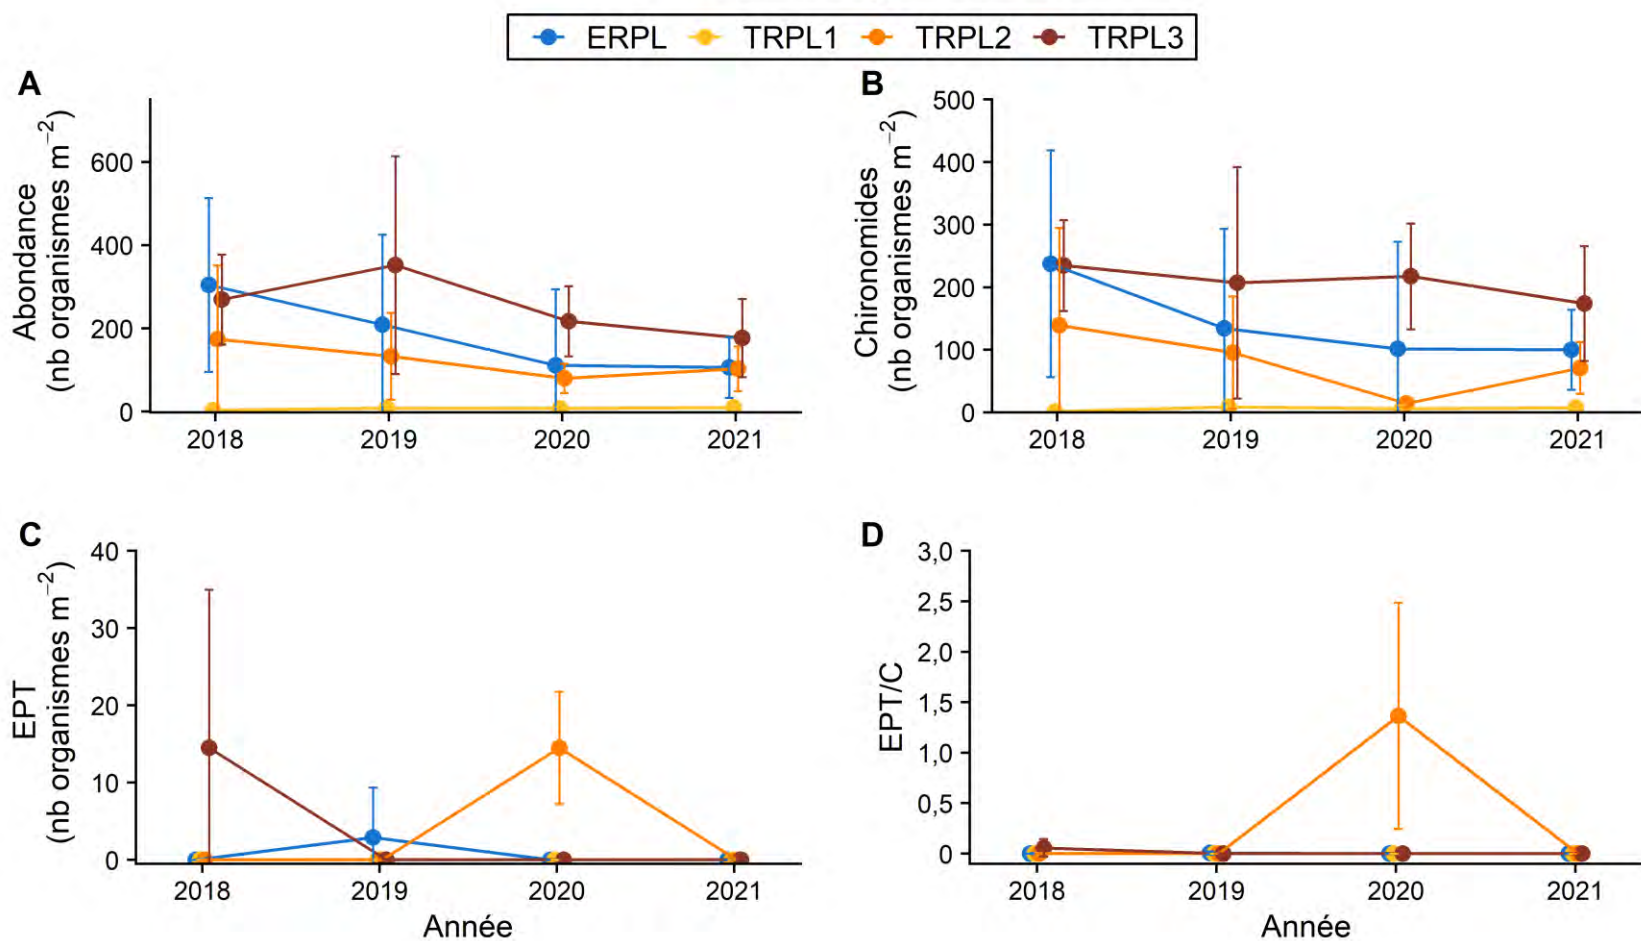 ERPL TRPL1 TRPL2 TRPL3
A
Abondance
(nb organismes m⁻²)
600
400
200
0
2018 2019 2020 2021
B
Chironomides
(nb organismes m⁻²)
500
400
300
200
100
0
2018 2019 2020 2021
C
EPT
(nb organismes m⁻²)
40
30
20
10
0
2018 2019 2020 2021
Année
D
EPT/C
3,0
2,5
2,0
1,5
1,0
0,5
0
2018 2019 2020 2021
Année